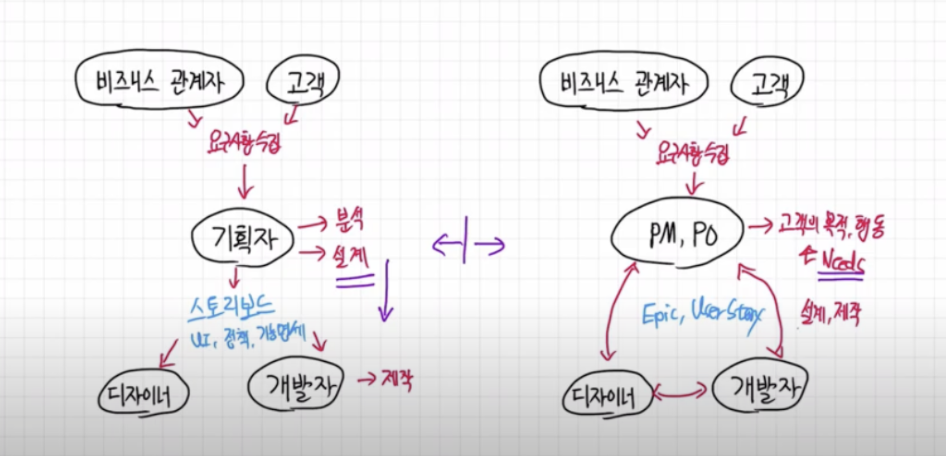 비즈니스 관계자
고객
요구사항수집
기획자
→ 분석
→ 설계
스토리보드
UI, 정책, 기능명세
디자이너
개발자
→ 제작
비즈니스 관계자
고객
요구사항수집
PM, PO
→ 고객의 목적, 행동
Needs
Epic, UserStory
설계, 제작
디자이너
개발자